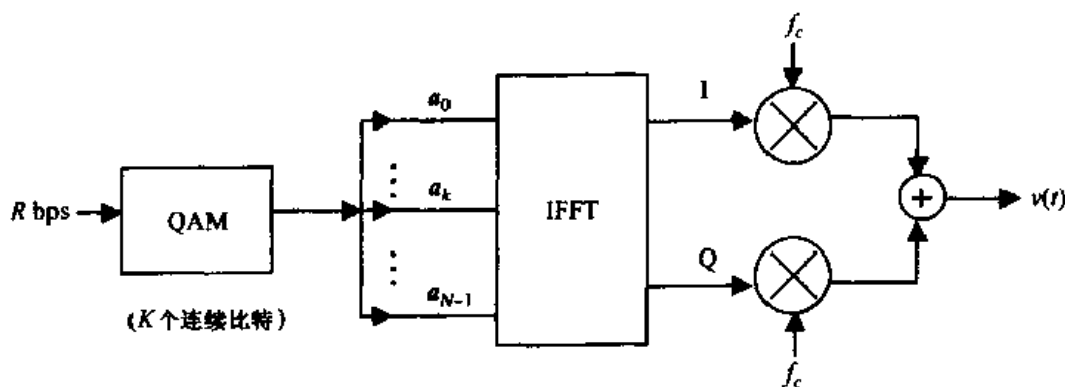 f_c
R bps
QAM
(K个连续比特)
a_0
a_k
a_{N-1}
IFFT
I
Q
+
v(t)
f_c